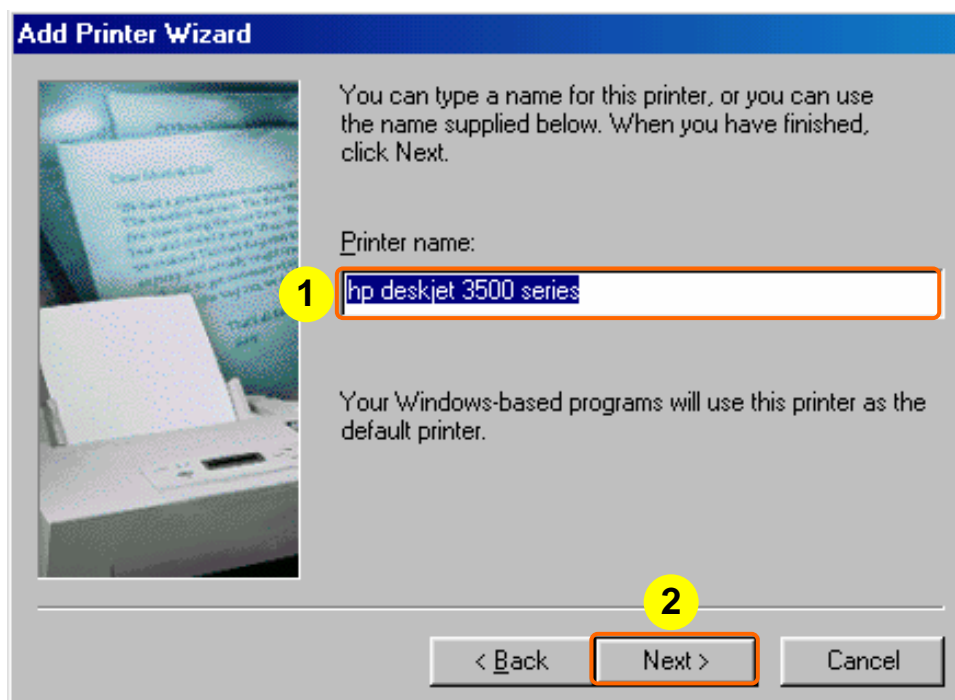 Add Printer Wizard
You can type a name for this printer, or you can use
the name supplied below. When you have finished,
click Next.
Printer name:
1
hp deskjet 3500 series
Your Windows-based programs will use this printer as the
default printer.
2
< Back
Next >
Cancel